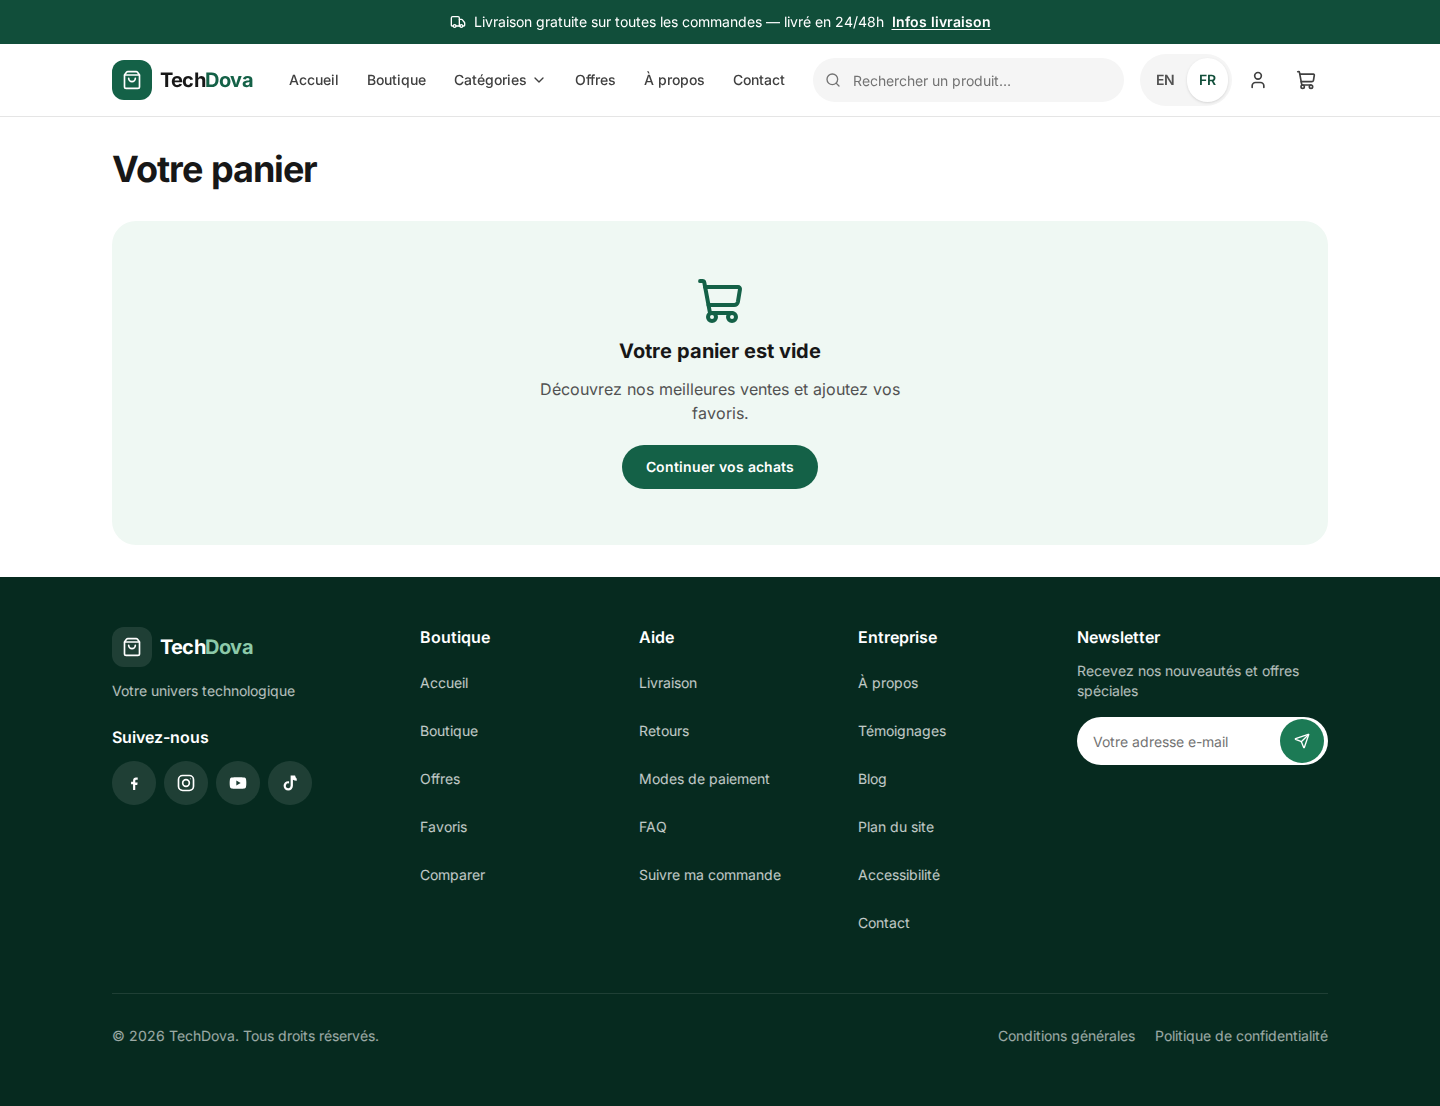 Livraison gratuite sur toutes les commandes — livré en 24/48h Infos livraison
TechDova
Accueil
Boutique
Catégories
Offres
À propos
Contact
Rechercher un produit...
EN
FR
Votre panier
Votre panier est vide
Découvrez nos meilleures ventes et ajoutez vos
favoris.
Continuer vos achats
TechDova
Votre univers technologique
Suivez-nous
Boutique
Accueil
Boutique
Offres
Favoris
Comparer
Aide
Livraison
Retours
Modes de paiement
FAQ
Suivre ma commande
Entreprise
À propos
Témoignages
Blog
Plan du site
Accessibilité
Contact
Newsletter
Recevez nos nouveautés et offres
spéciales
Votre adresse e-mail
© 2026 TechDova. Tous droits réservés.
Conditions générales
Politique de confidentialité